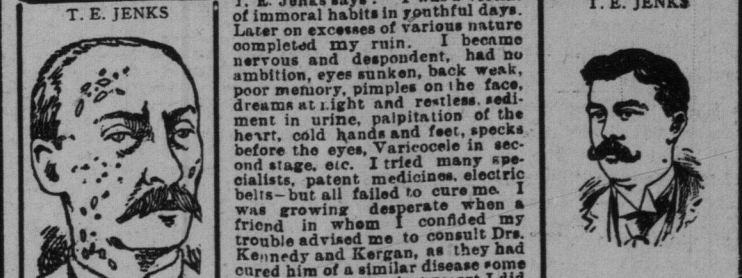 T. E. JENKS
T. E. Jenks says:
of immoral habits in youthful days.
Later on excesses of various nature
completed my ruin. I became
nervous and despondent, had no
ambition, eyes sunken, back weak,
poor memory, pimples on the face,
dreams at night and restless, sedi-
ment in urine, palpitation of the
heart, cold hands and feet, specks
before the eyes, Varicocele in sec-
ond stage, etc. I tried many spe-
cialists, patent medicines, electric
belts—but all failed to cure me. I
was growing desperate when a
friend in whom I confided my
trouble advised me to consult Drs.
Kennedy and Kergan, as they had
cured him of a similar disease some
T. E. JENKS